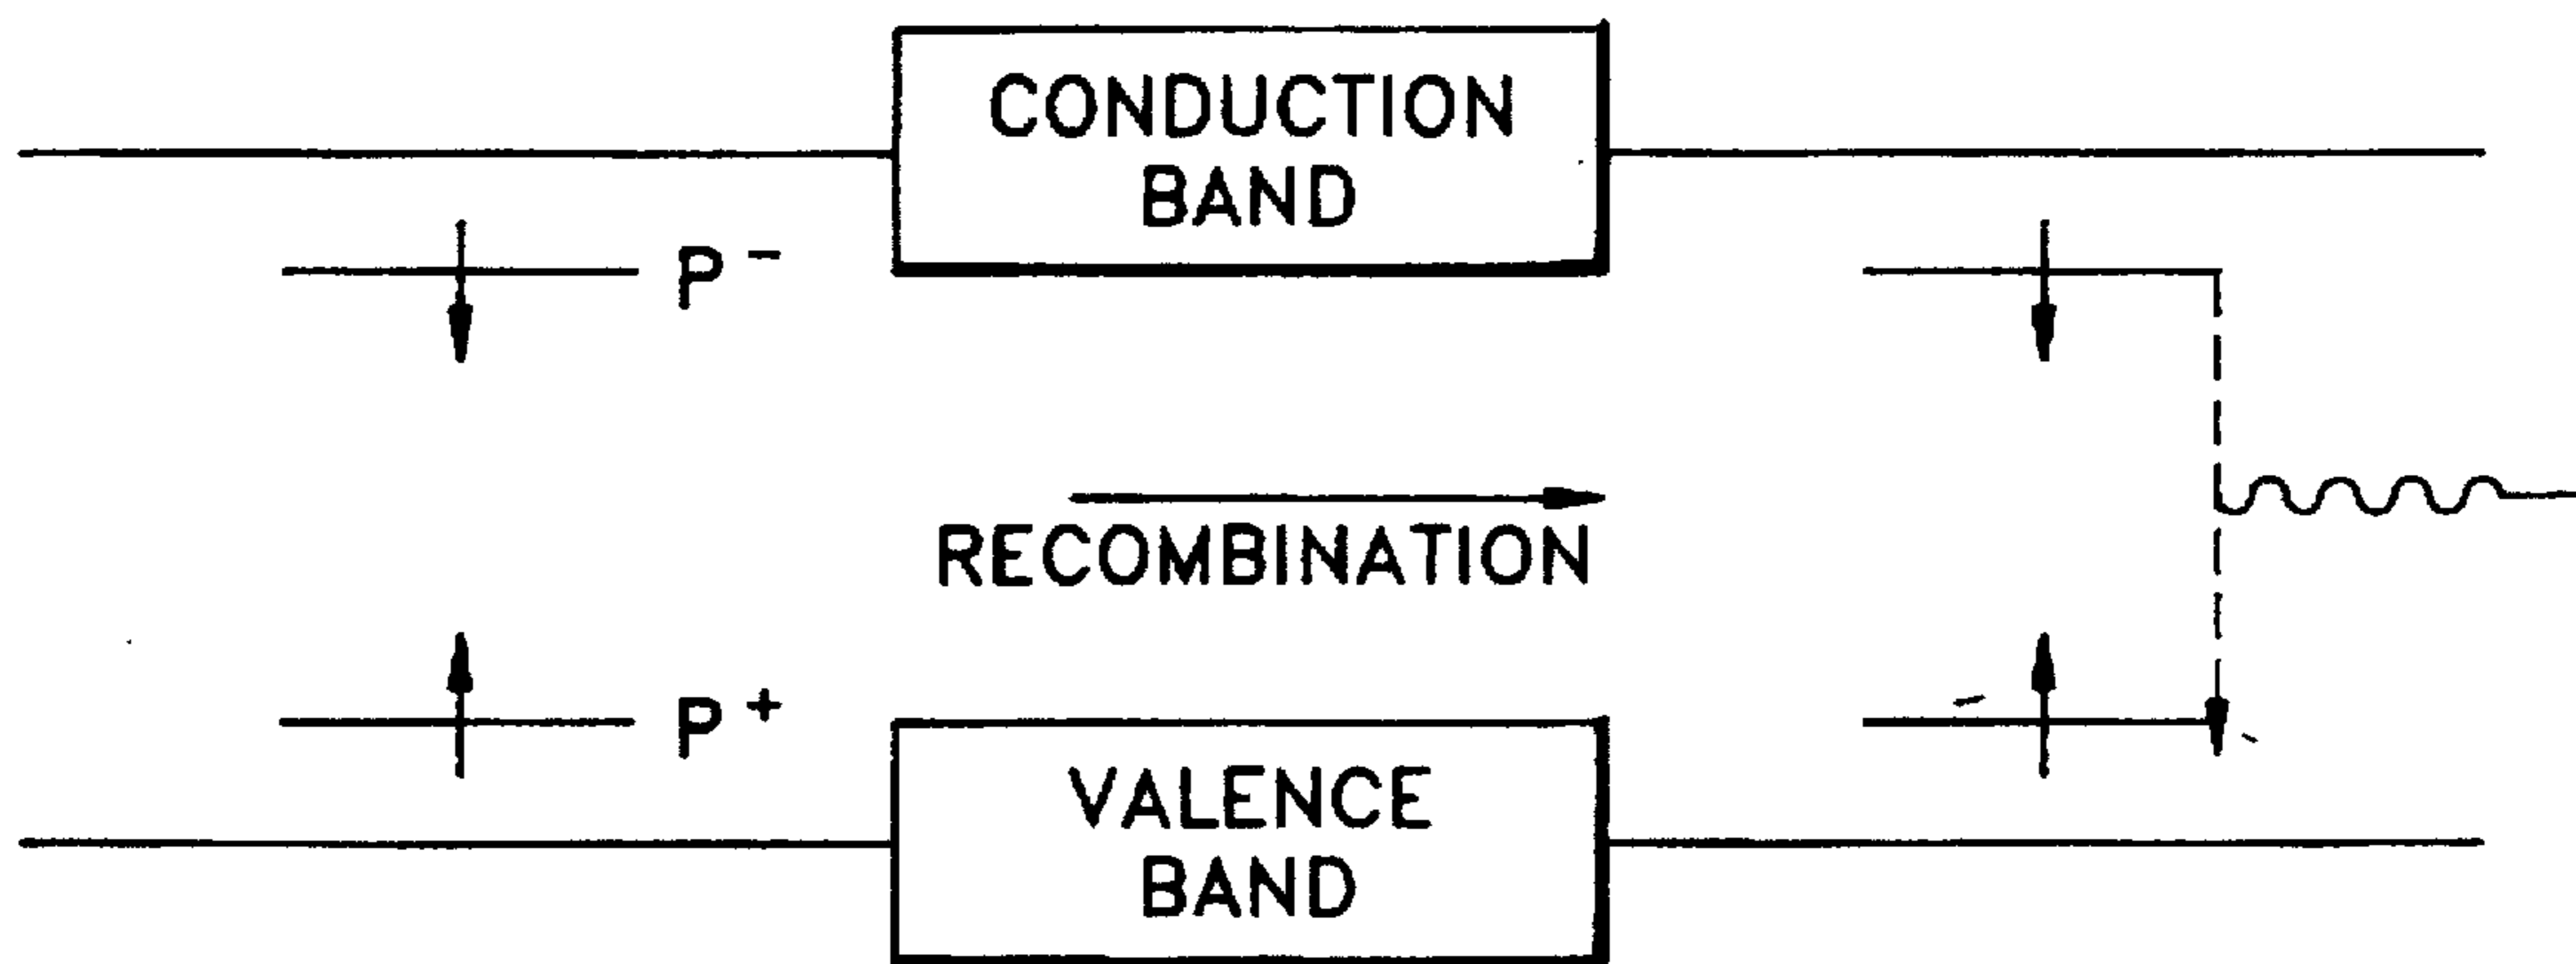 CONDUCTION
BAND
P⁻
RECOMBINATION
P⁺
VALENCE
BAND